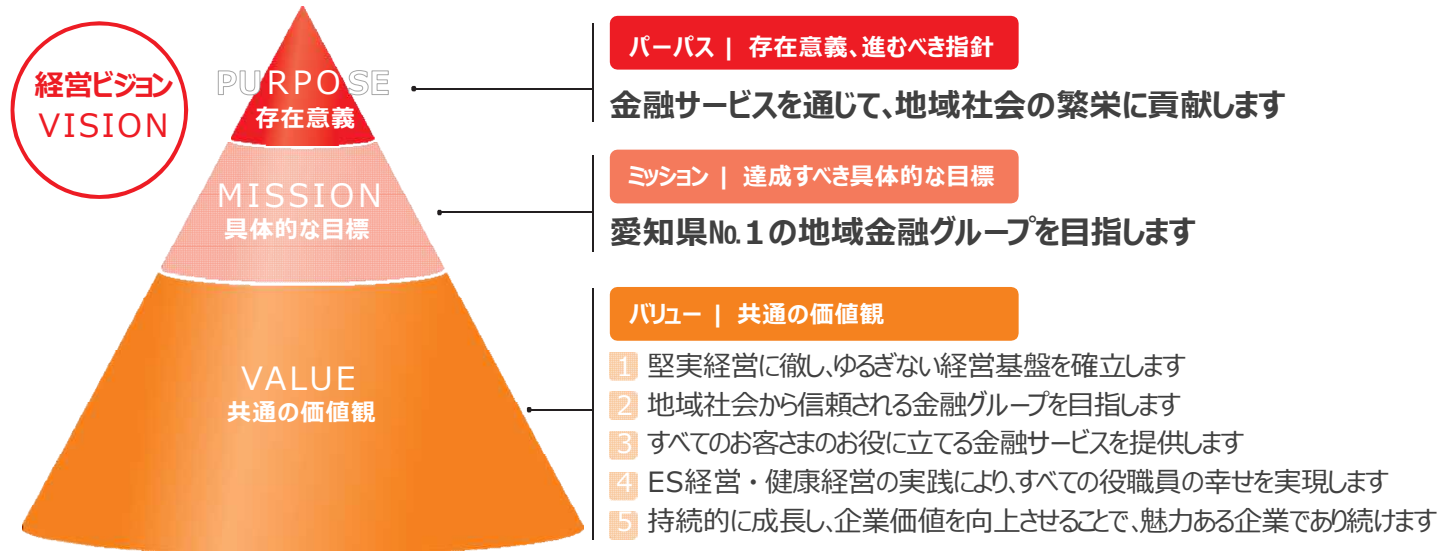 経営ビジョン
VISION
PURPOSE
存在意義
MISSION
具体的な目標
VALUE
共通の価値観
パーパス | 存在意義、進むべき指針
金融サービスを通じて、地域社会の繁栄に貢献します
ミッション | 達成すべき具体的な目標
愛知県№１の地域金融グループを目指します
バリュー | 共通の価値観
1 堅実経営に徹し、ゆるぎない経営基盤を確立します
2 地域社会から信頼される金融グループを目指します
3 すべてのお客さまのお役に立てる金融サービスを提供します
4 ES経営・健康経営の実践により、すべての役職員の幸せを実現します
5 持続的に成長し、企業価値を向上させることで、魅力ある企業であり続けます